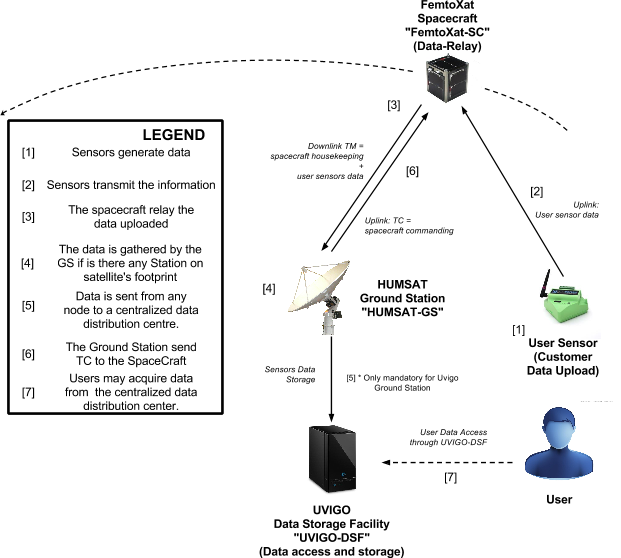 FemtoXat
Spacecraft
"FemtoXat-SC"
(Data-Relay)
LEGEND
[1] Sensors generate data
[2] Sensors transmit the information
[3] The spacecraft relay the
data uploaded
[4] The data is gathered by the
GS if is there any Station on
satellite's footprint
[5] Data is sent from any
node to a centralized data
distribution centre.
[6] The Ground Station send
TC to the SpaceCraft
[7] Users may acquire data
from the centralized data
distribution center.
[3]
Downlink TM =
spacecraft housekeeping
+
user sensors data
[6]
Uplink: TC =
spacecraft commanding
[2]
Uplink:
User sensor data
[4]
HUMSAT
Ground Station
"HUMSAT-GS"
[1]
User Sensor
(Customer
Data Upload)
Sensors Data
Storage
[5] * Only mandatory for Uvigo
Ground Station
User Data Access
through UVIGO-DSF
[7]
User
UVIGO
Data Storage Facility
"UVIGO-DSF"
(Data access and storage)